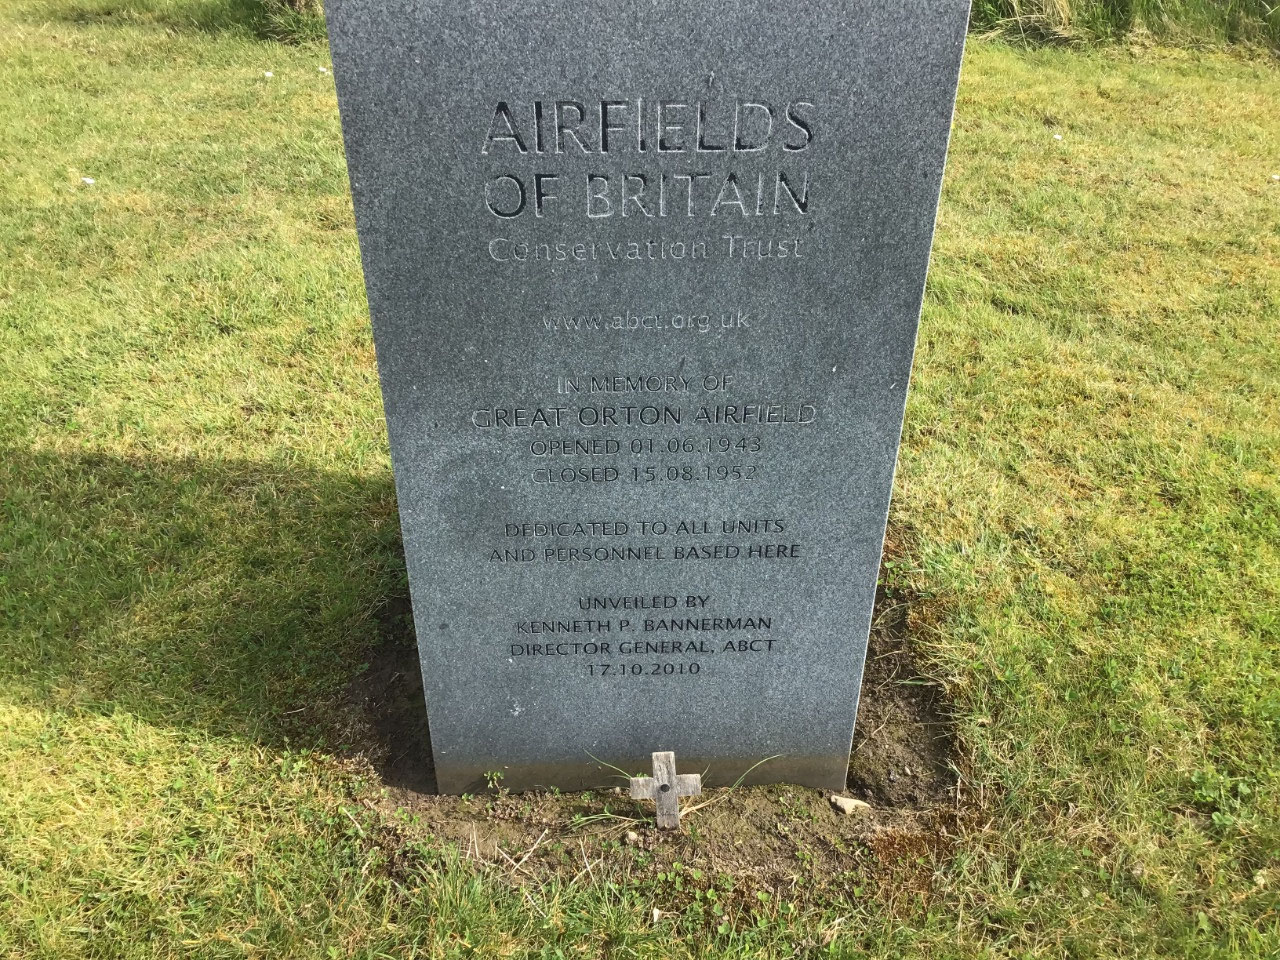 AIRFIELDS
OF BRITAIN
Conservation Trust
www.abct.org.uk
IN MEMORY OF
GREAT ORTON AIRFIELD
OPENED 01.06.1943
CLOSED 15.08.1952
DEDICATED TO ALL UNITS
AND PERSONNEL BASED HERE
UNVEILED BY
KENNETH P. BANNERMAN
DIRECTOR GENERAL, ABCT
17.10.2010